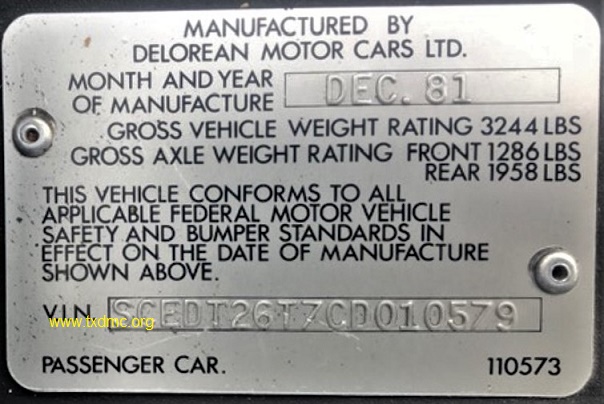 MANUFACTURED BY
DELOREAN MOTOR CARS LTD.
MONTH AND YEAR
OF MANUFACTURE DEC. 81
GROSS VEHICLE WEIGHT RATING 3244 LBS
GROSS AXLE WEIGHT RATING FRONT 1286 LBS
REAR 1958 LBS
THIS VEHICLE CONFORMS TO ALL
APPLICABLE FEDERAL MOTOR VEHICLE
SAFETY AND BUMPER STANDARDS IN
EFFECT ON THE DATE OF MANUFACTURE
SHOWN ABOVE.
V.I.N. SCEDT26T7CD010579
www.txdmc.org
PASSENGER CAR. 110573